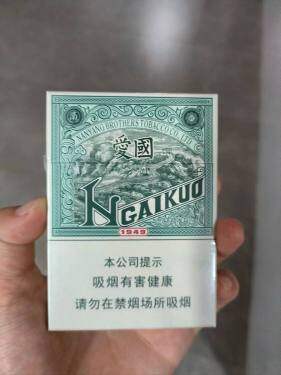 NANYANG BROTHERS TOBACCO CO., LTD.
愛國
NGAIKUO
1949
本公司提示
吸烟有害健康
请勿在禁烟场所吸烟